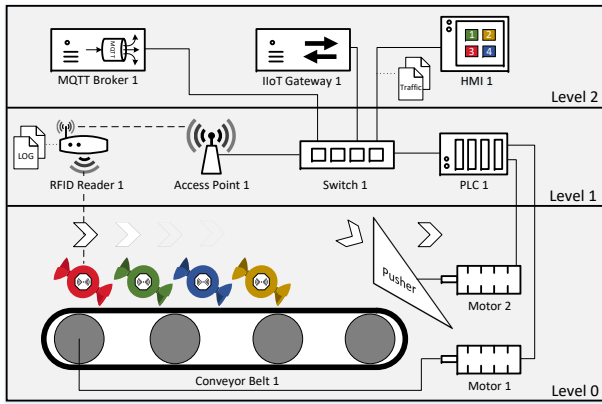 MQTT
MQTT Broker 1
IIoT Gateway 1
1 2
3 4
HMI 1
Traffic
Level 2
LOG
RFID Reader 1
Access Point 1
Switch 1
PLC 1
Level 1
Pusher
Motor 2
Conveyor Belt 1
Motor 1
Level 0